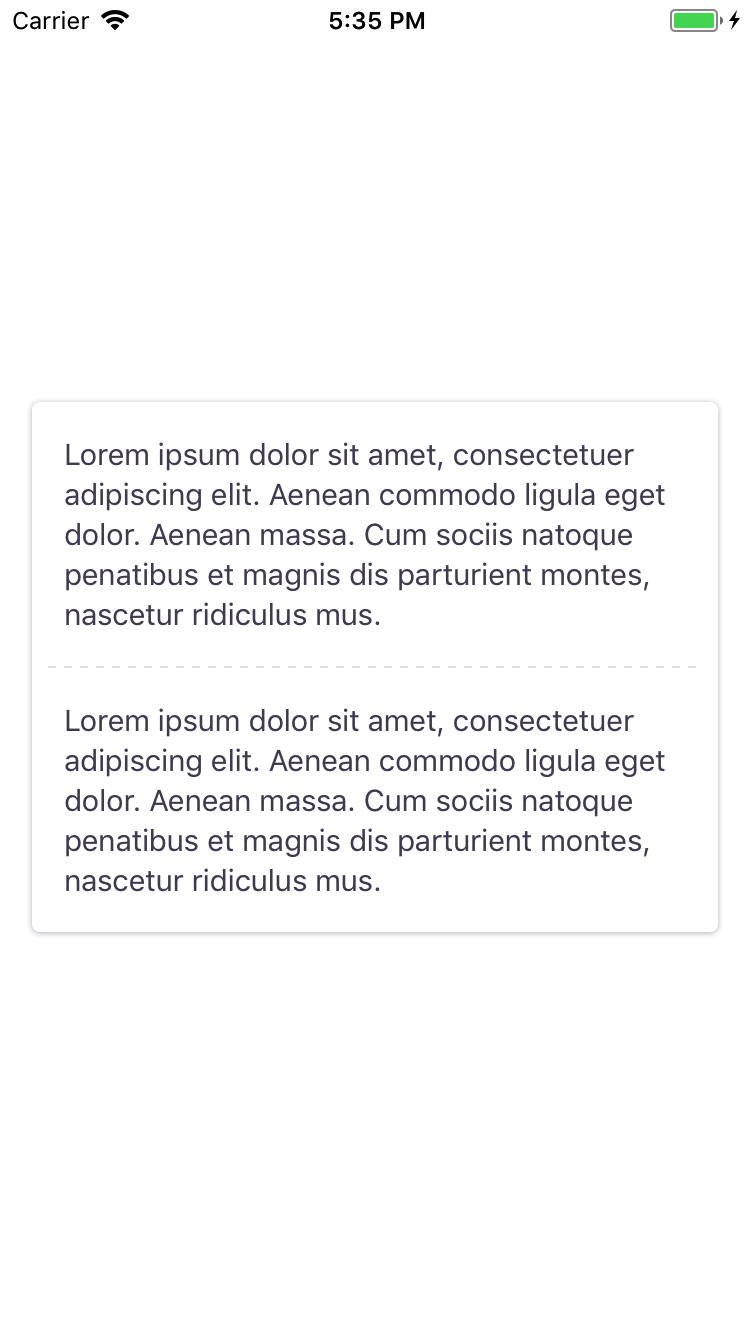 Carrier 5:35 PM
Lorem ipsum dolor sit amet, consectetuer
adipiscing elit. Aenean commodo ligula eget
dolor. Aenean massa. Cum sociis natoque
penatibus et magnis dis parturient montes,
nascetur ridiculus mus.
Lorem ipsum dolor sit amet, consectetuer
adipiscing elit. Aenean commodo ligula eget
dolor. Aenean massa. Cum sociis natoque
penatibus et magnis dis parturient montes,
nascetur ridiculus mus.